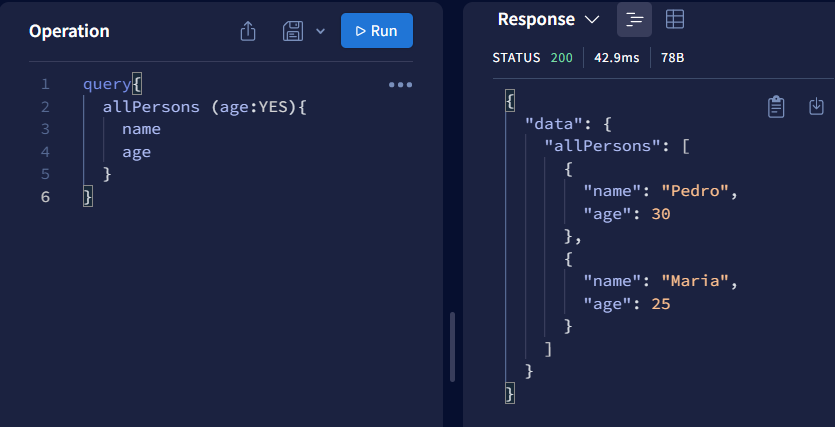 Operation
Run
1 query{
2 allPersons (age:YES){
3 name
4 age
5 }
6 }
Response
STATUS 200 42.9ms 78B
{
"data": {
"allPersons": [
{
"name": "Pedro",
"age": 30
},
{
"name": "Maria",
"age": 25
}
]
}
}